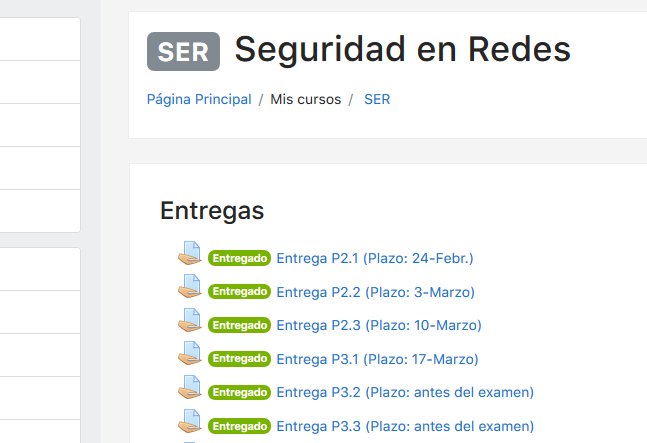 SER Seguridad en Redes
Página Principal / Mis cursos / SER
Entregas
Entregado Entrega P2.1 (Plazo: 24-Febr.)
Entregado Entrega P2.2 (Plazo: 3-Marzo)
Entregado Entrega P2.3 (Plazo: 10-Marzo)
Entregado Entrega P3.1 (Plazo: 17-Marzo)
Entregado Entrega P3.2 (Plazo: antes del examen)
Entregado Entrega P3.3 (Plazo: antes del examen)